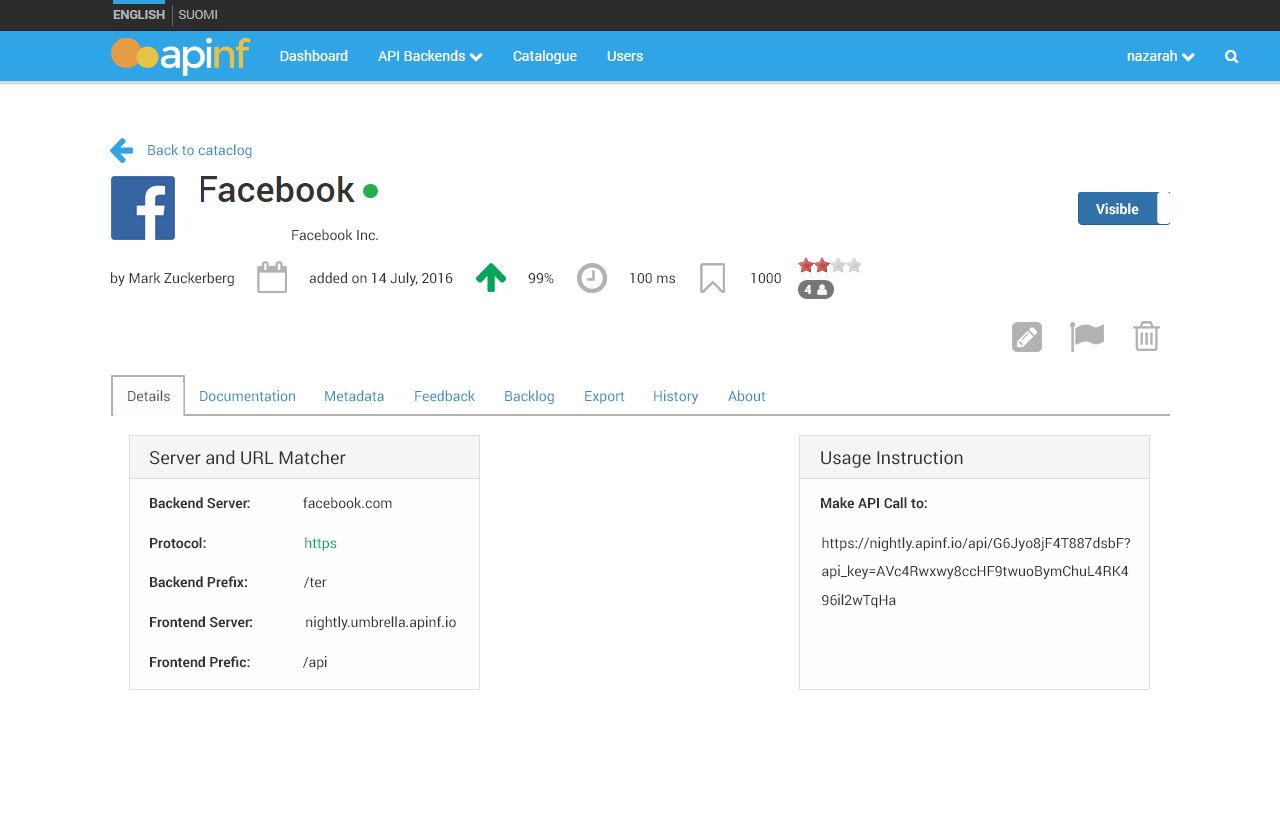 ENGLISH SUOMI
apinf Dashboard API Backends Catalogue Users nazarah
Back to cataclog
Facebook
Visible
Facebook Inc.
by Mark Zuckerberg added on 14 July, 2016 99% 100 ms 1000
4
Details Documentation Metadata Feedback Backlog Export History About
Server and URL Matcher
Backend Server: facebook.com
Protocol: https
Backend Prefix: /ter
Frontend Server: nightly.umbrella.apinf.io
Frontend Prefic: /api
Usage Instruction
Make API Call to:
https://nightly.apinf.io/api/G6Jyo8jF4T887dsbF?
api_key=AVc4Rwxwy8ccHF9twuoBymChuL4RK4
96il2wTqHa